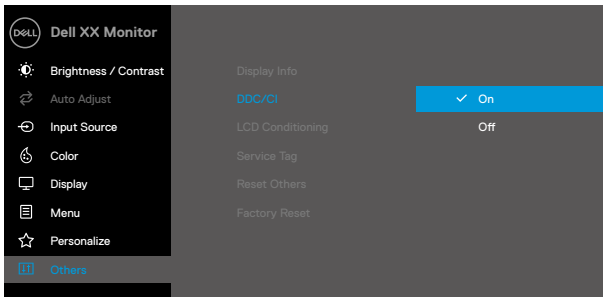 DELL
Dell XX Monitor
Brightness / Contrast
Auto Adjust
Input Source
Color
Display
Menu
Personalize
Others
Display Info
DDC/CI
LCD Conditioning
Service Tag
Reset Others
Factory Reset
On
Off